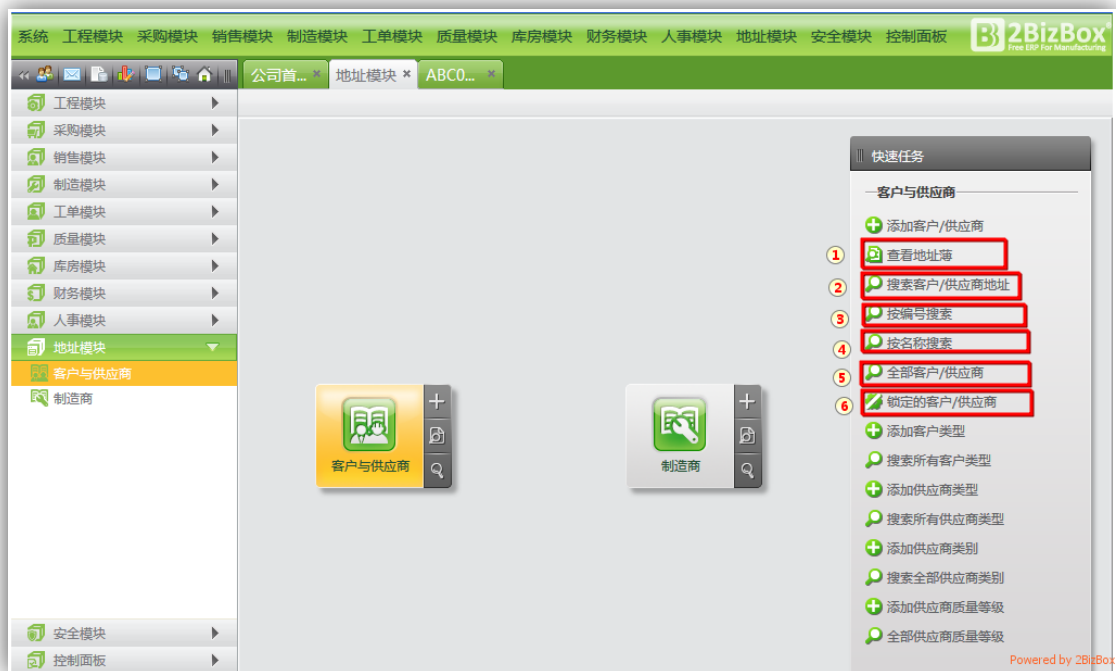 系统 工程模块 采购模块 销售模块 制造模块 工单模块 质量模块 库房模块 财务模块 人事模块 地址模块 安全模块 控制面板
2BizBox
Free ERP For Manufacturing
公司首... 地址模块 ABC0...
工程模块
采购模块
销售模块
制造模块
工单模块
质量模块
库房模块
财务模块
人事模块
地址模块
客户与供应商
制造商
安全模块
控制面板
客户与供应商
制造商
快速任务
客户与供应商
添加客户/供应商
1 查看地址薄
2 搜索客户/供应商地址
3 按编号搜索
4 按名称搜索
5 全部客户/供应商
6 锁定的客户/供应商
添加客户类型
搜索所有客户类型
添加供应商类型
搜索所有供应商类型
添加供应商类别
搜索全部供应商类别
添加供应商质量等级
全部供应商质量等级
Powered by 2BizBox